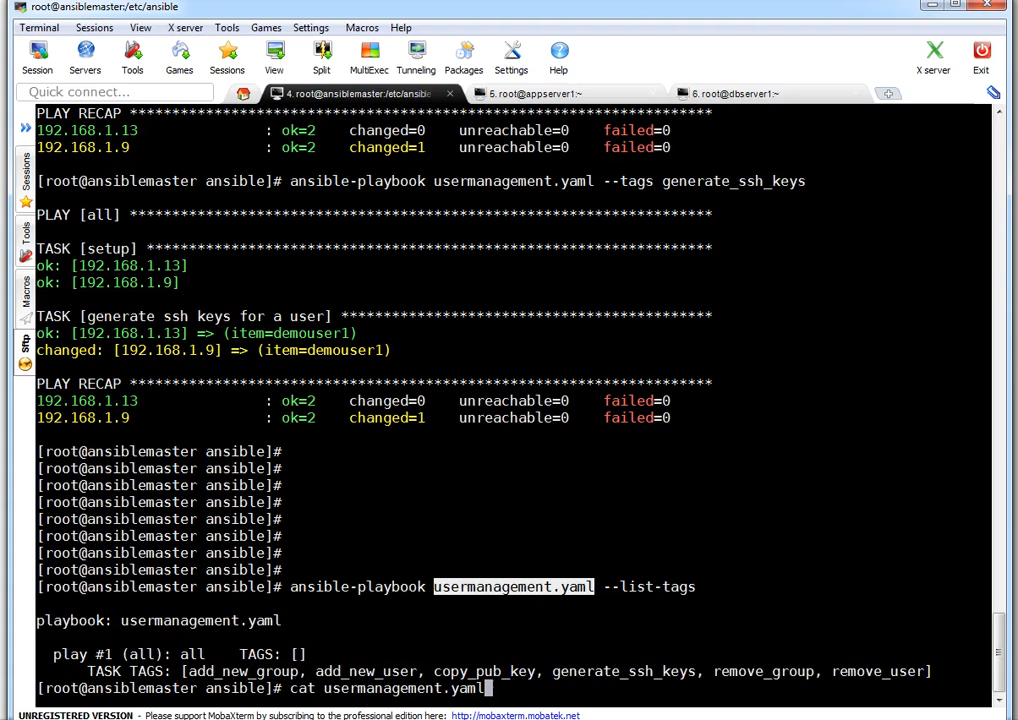 root@ansiblemaster:/etc/ansible
Terminal Sessions View X server Tools Games Settings Macros Help
Session Servers Tools Games Sessions View Split MultiExec Tunneling Packages Settings Help X server Exit
Quick connect... 4. root@ansiblemaster:/etc/ansible 5. root@appserver1:~ 6. root@dbserver1:~
Sessions
Tools
Macros
Sftp
PLAY RECAP *********************************************************************
192.168.1.13 : ok=2 changed=0 unreachable=0 failed=0
192.168.1.9 : ok=2 changed=1 unreachable=0 failed=0
[root@ansiblemaster ansible]# ansible-playbook usermanagement.yaml --tags generate_ssh_keys
PLAY [all] *********************************************************************
TASK [setup] *******************************************************************
ok: [192.168.1.13]
ok: [192.168.1.9]
TASK [generate ssh keys for a user] ********************************************
ok: [192.168.1.13] => (item=demouser1)
changed: [192.168.1.9] => (item=demouser1)
PLAY RECAP *********************************************************************
192.168.1.13 : ok=2 changed=0 unreachable=0 failed=0
192.168.1.9 : ok=2 changed=1 unreachable=0 failed=0
[root@ansiblemaster ansible]#
[root@ansiblemaster ansible]#
[root@ansiblemaster ansible]#
[root@ansiblemaster ansible]#
[root@ansiblemaster ansible]#
[root@ansiblemaster ansible]#
[root@ansiblemaster ansible]#
[root@ansiblemaster ansible]#
[root@ansiblemaster ansible]# ansible-playbook usermanagement.yaml --list-tags
playbook: usermanagement.yaml
play #1 (all): all TAGS: []
TASK TAGS: [add_new_group, add_new_user, copy_pub_key, generate_ssh_keys, remove_group, remove_user]
[root@ansiblemaster ansible]# cat usermanagement.yaml
UNREGISTERED VERSION - Please support MobaXterm by subscribing to the professional edition here: http://mobaxterm.mobatek.net